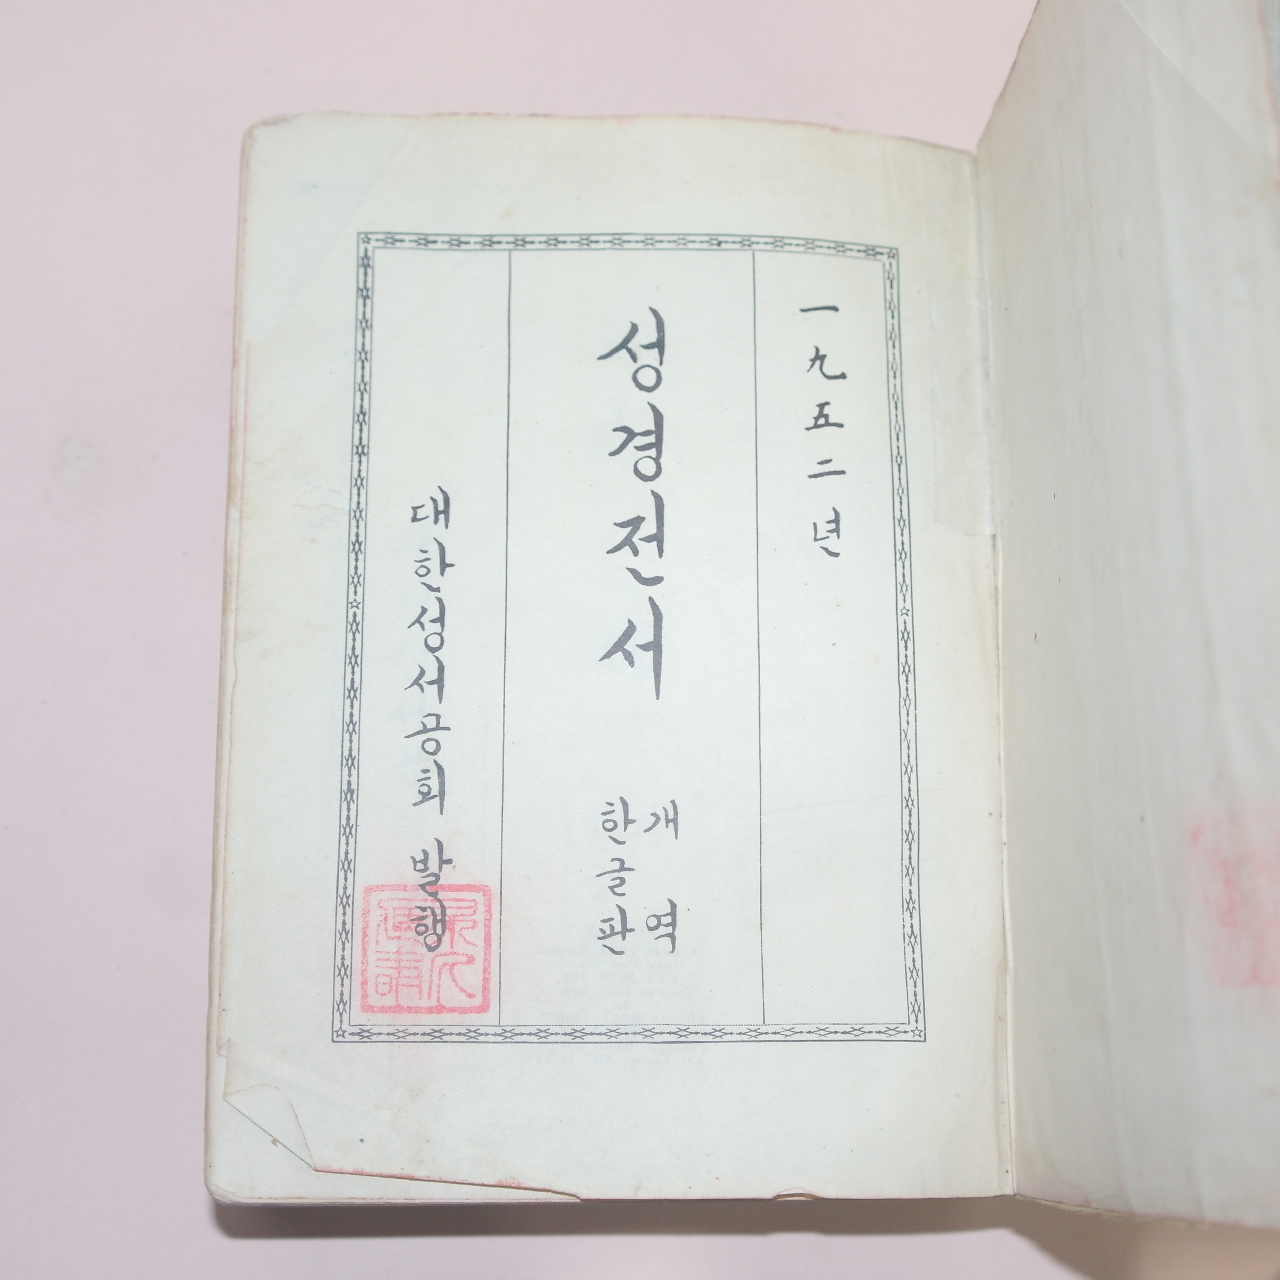 一九五二년
성경전서
개역
한글판
대한성서공회 발행